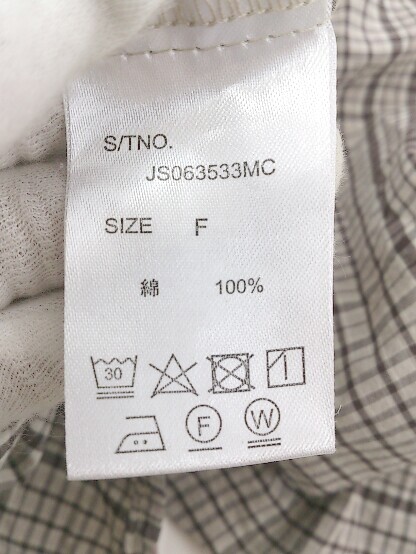 S/TNO.
JS063533MC
SIZE F
綿 100%
30
F W